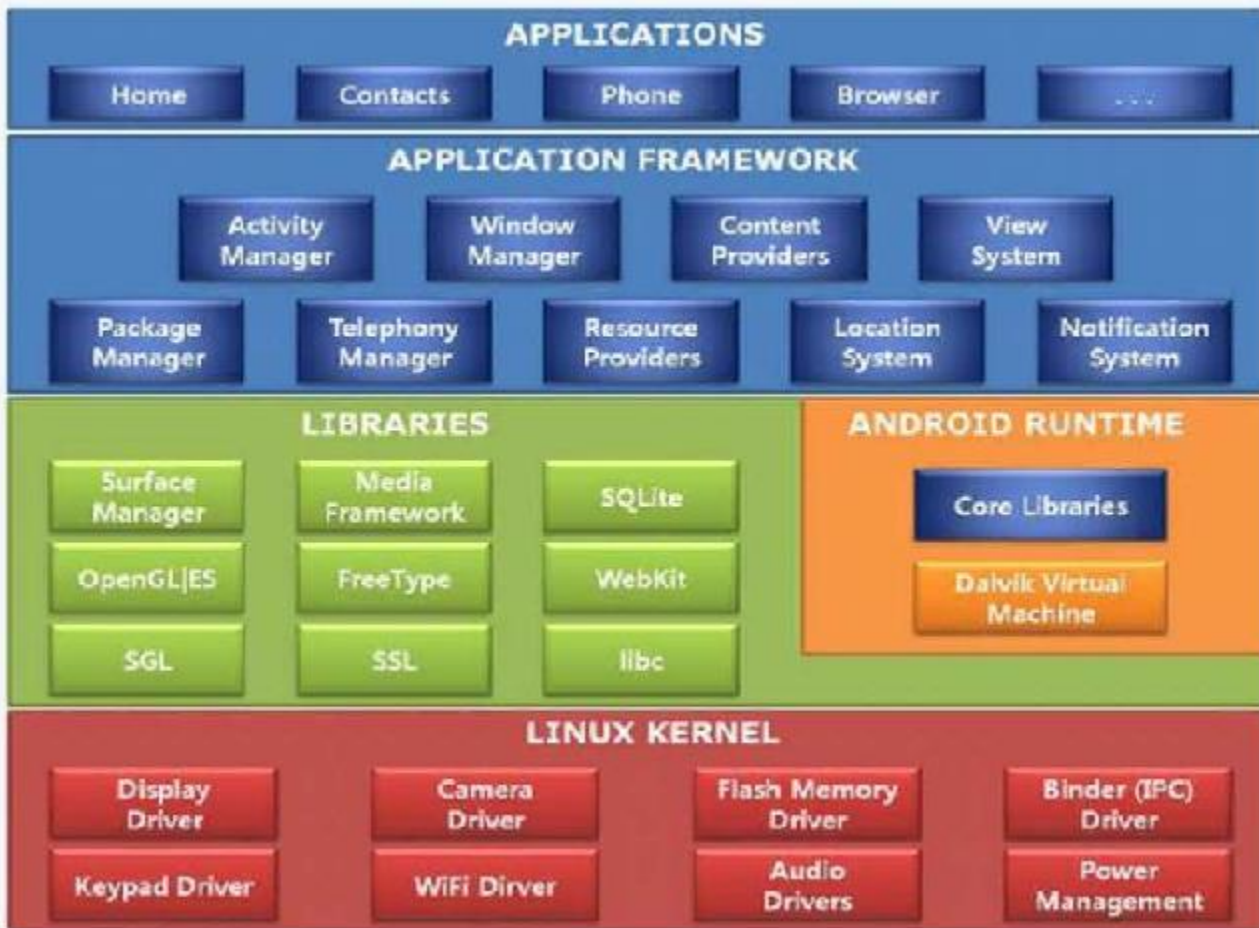 APPLICATIONS
Home
Contacts
Phone
Browser
. . .
APPLICATION FRAMEWORK
Activity
Manager
Window
Manager
Content
Providers
View
System
Package
Manager
Telephony
Manager
Resource
Providers
Location
System
Notification
System
LIBRARIES
Surface
Manager
Media
Framework
SQLite
OpenGL|ES
FreeType
WebKit
SGL
SSL
libc
ANDROID RUNTIME
Core Libraries
Dalvik Virtual
Machine
LINUX KERNEL
Display
Driver
Camera
Driver
Flash Memory
Driver
Binder (IPC)
Driver
Keypad Driver
WiFi Dirver
Audio
Drivers
Power
Management